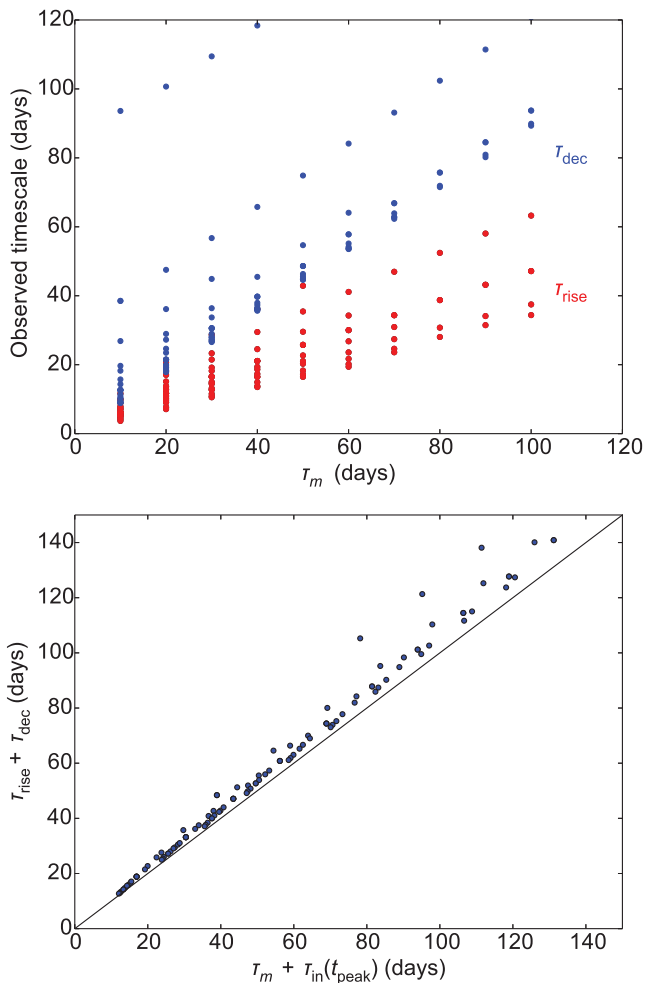 120
100
80
60
40
20
0
Observed timescale (days)
τdec
τrise
0 20 40 60 80 100 120
τm (days)
140
120
100
80
60
40
20
0
τrise + τdec (days)
0 20 40 60 80 100 120 140
τm + τin(tpeak) (days)